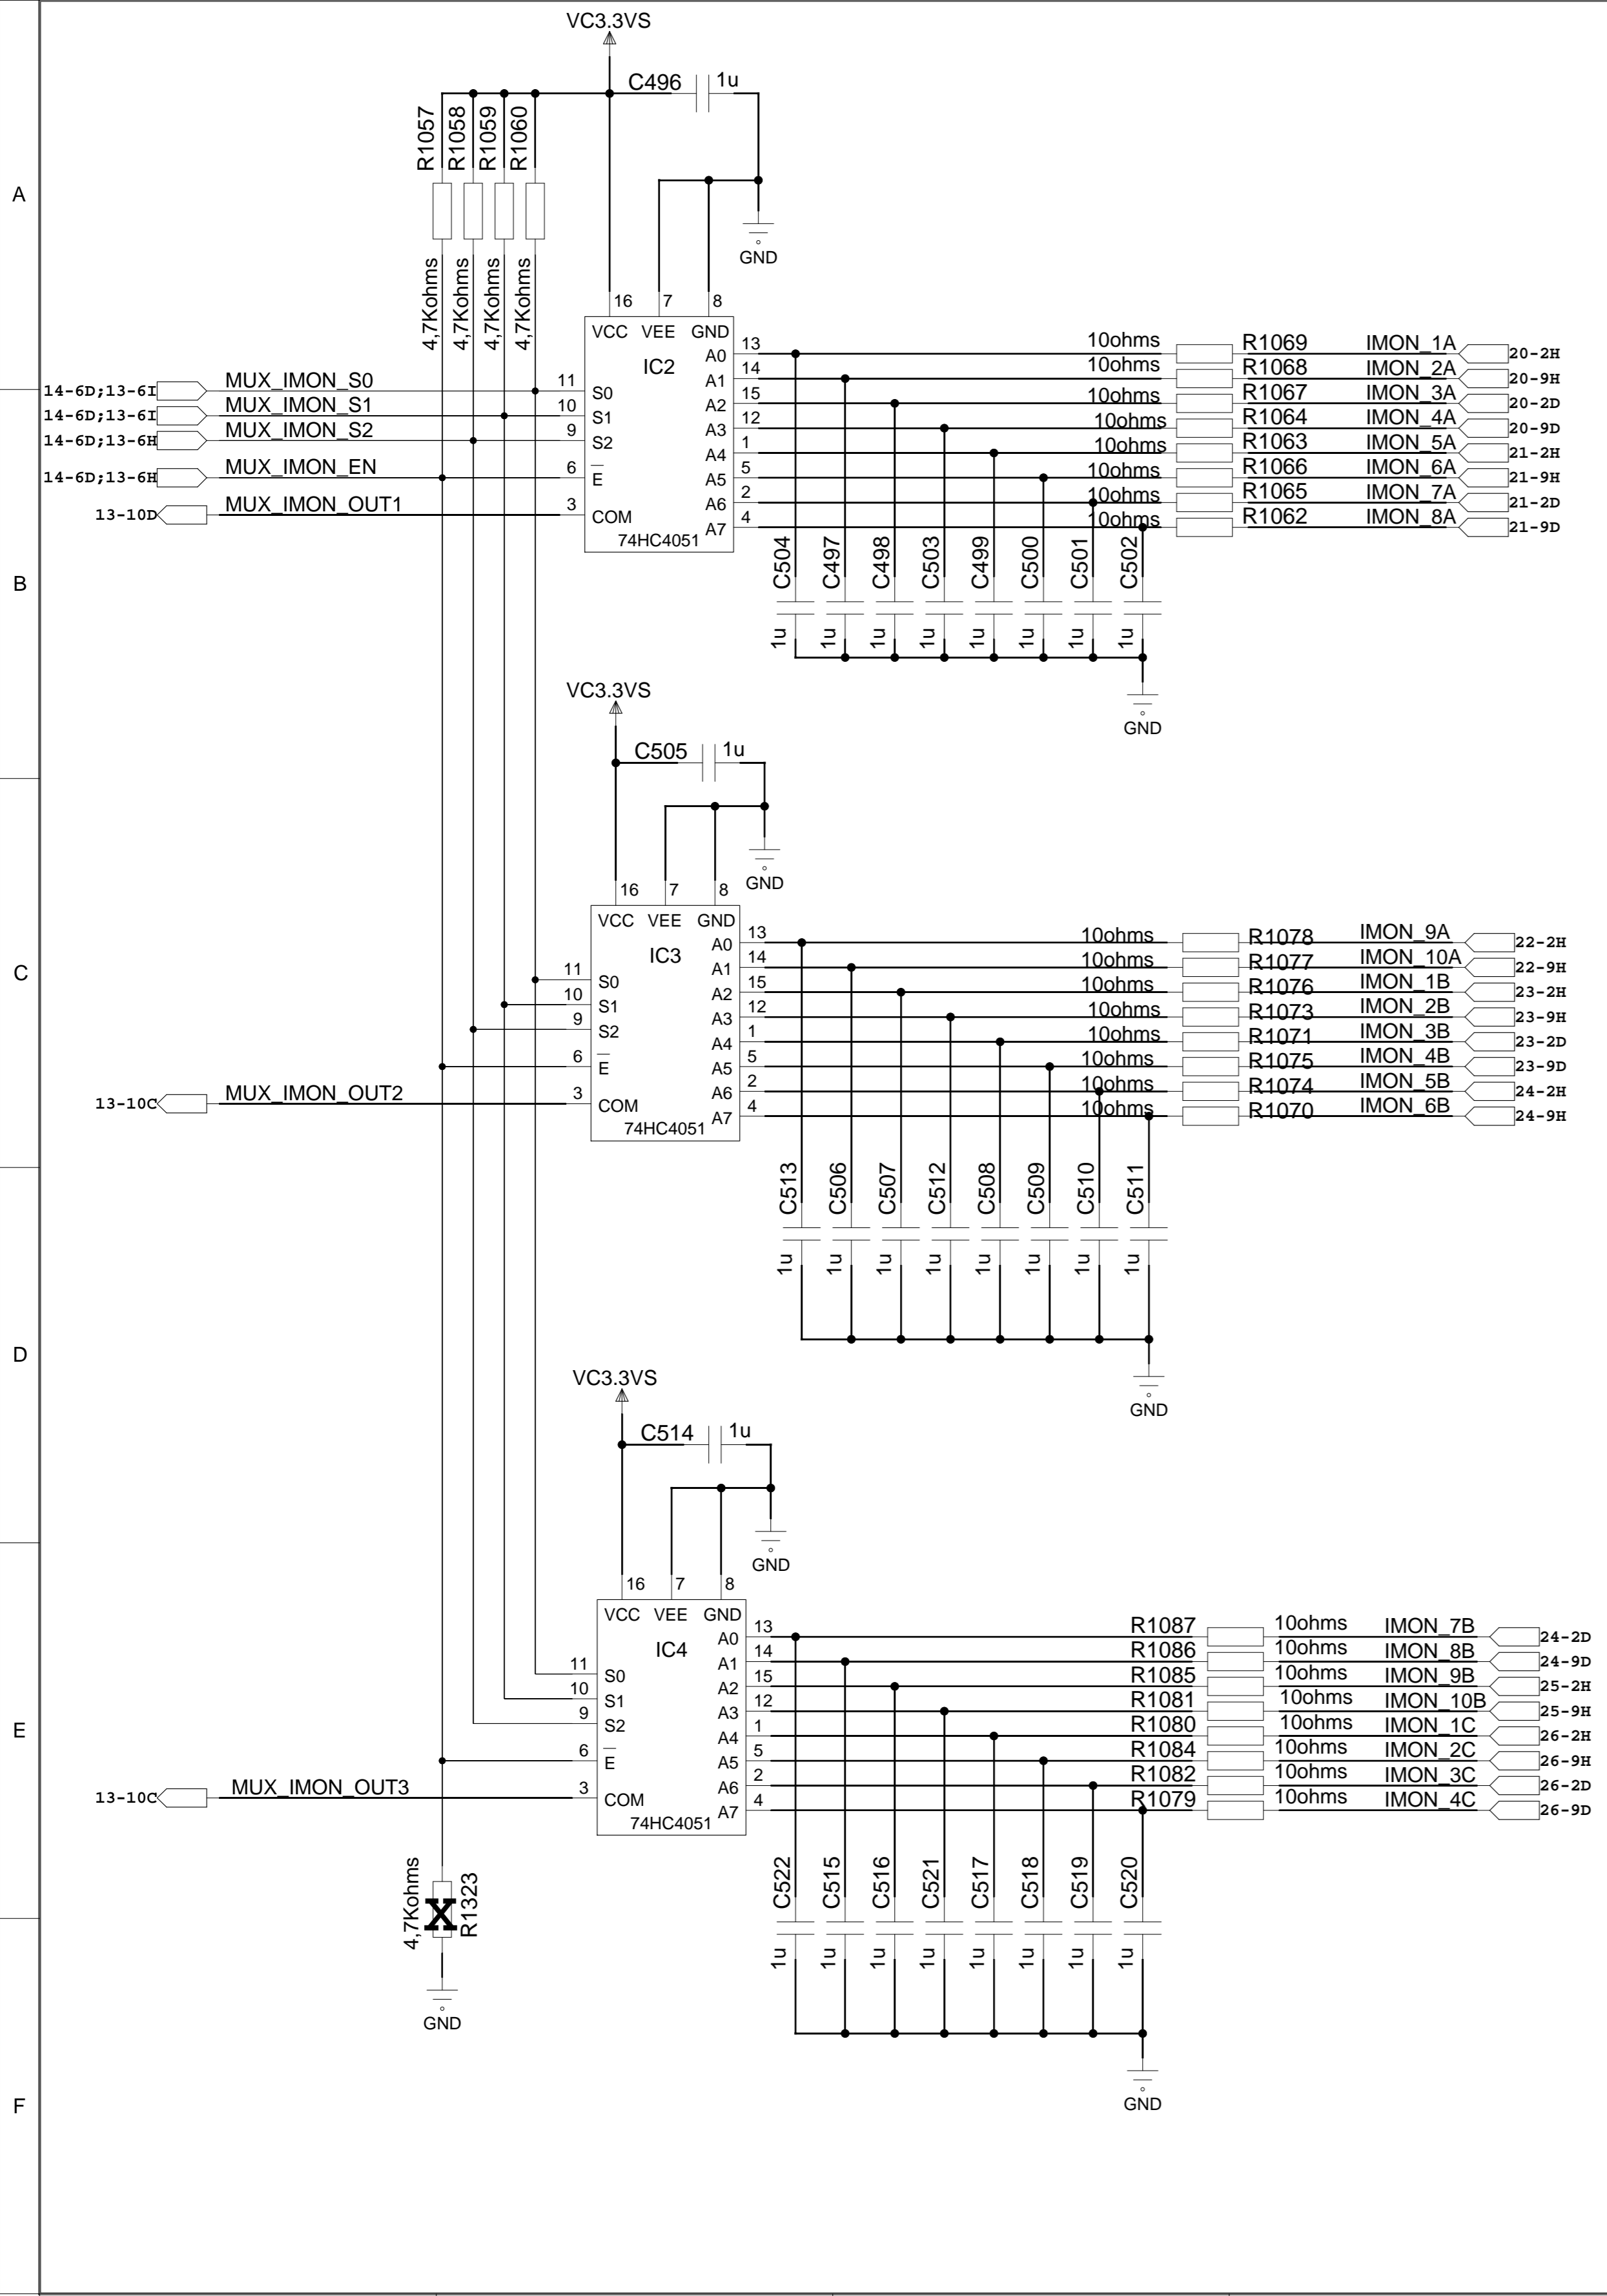 VC3.3VS
C496 1u
R1057
R1058
R1059
R1060
A
GND
4,7Kohms
4,7Kohms
4,7Kohms
4,7Kohms
16 7 8
VCC VEE GND
IC2
A0 13 10ohms R1069 IMON_1A 20-2H
A1 14 10ohms R1068 IMON_2A 20-9H
14-6D;13-6I MUX_IMON_S0 11 S0 A2 15 10ohms R1067 IMON_3A 20-2D
14-6D;13-6I MUX_IMON_S1 10 S1 A3 12 10ohms R1064 IMON_4A 20-9D
14-6D;13-6H MUX_IMON_S2 9 S2 A4 1 10ohms R1063 IMON_5A 21-2H
14-6D;13-6H MUX_IMON_EN 6 E A5 5 10ohms R1066 IMON_6A 21-9H
A6 2 10ohms R1065 IMON_7A 21-2D
13-10D MUX_IMON_OUT1 3 COM A7 4 10ohms R1062 IMON_8A 21-9D
74HC4051
B
C504
C497
C498
C503
C499
C500
C501
C502
1u
1u
1u
1u
1u
1u
1u
1u
GND
VC3.3VS
C505 1u
GND
16 7 8
VCC VEE GND
IC3
C
A0 13 10ohms R1078 IMON_9A 22-2H
A1 14 10ohms R1077 IMON_10A 22-9H
11 S0 A2 15 10ohms R1076 IMON_1B 23-2H
10 S1 A3 12 10ohms R1073 IMON_2B 23-9H
9 S2 A4 1 10ohms R1071 IMON_3B 23-2D
6 E A5 5 10ohms R1075 IMON_4B 23-9D
A6 2 10ohms R1074 IMON_5B 24-2H
13-10C MUX_IMON_OUT2 3 COM A7 4 10ohms R1070 IMON_6B 24-9H
74HC4051
C513
C506
C507
C512
C508
C509
C510
C511
1u
1u
1u
1u
1u
1u
1u
1u
D
GND
VC3.3VS
C514 1u
GND
16 7 8
VCC VEE GND
IC4
A0 13 R1087 10ohms IMON_7B 24-2D
A1 14 R1086 10ohms IMON_8B 24-9D
11 S0 A2 15 R1085 10ohms IMON_9B 25-2H
10 S1 A3 12 R1081 10ohms IMON_10B 25-9H
E
9 S2 A4 1 R1080 10ohms IMON_1C 26-2H
6 E A5 5 R1084 10ohms IMON_2C 26-9H
A6 2 R1082 10ohms IMON_3C 26-2D
13-10C MUX_IMON_OUT3 3 COM A7 4 R1079 10ohms IMON_4C 26-9D
74HC4051
4,7Kohms
X
R1323
C522
C515
C516
C521
C517
C518
C519
C520
1u
1u
1u
1u
1u
1u
1u
1u
GND
GND
F